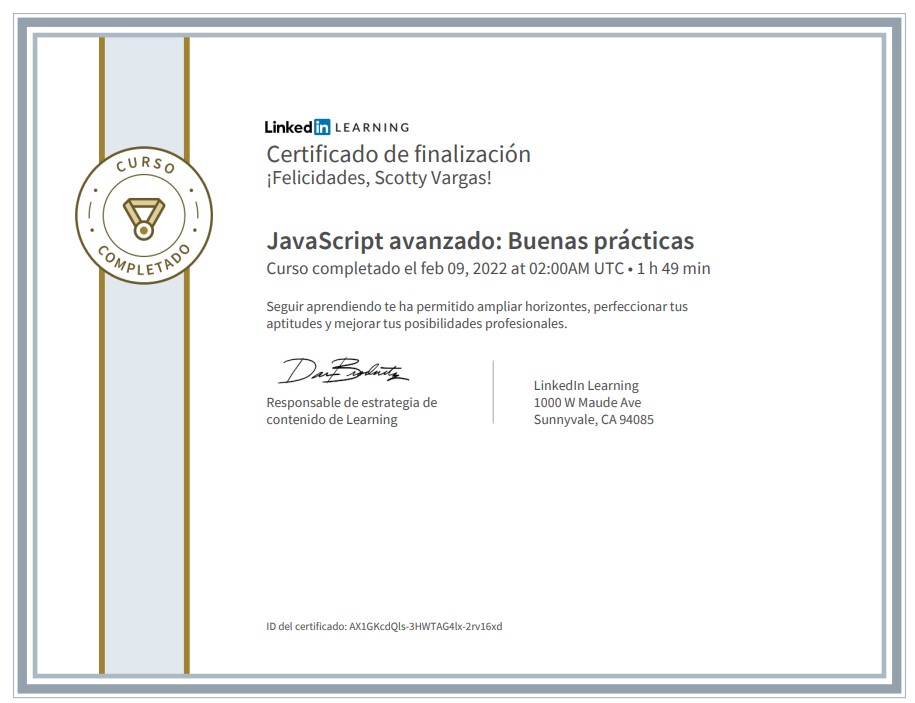 CURSO
COMPLETADO
Linked in LEARNING
Certificado de finalización
¡Felicidades, Scotty Vargas!
JavaScript avanzado: Buenas prácticas
Curso completado el feb 09, 2022 at 02:00AM UTC • 1 h 49 min
Seguir aprendiendo te ha permitido ampliar horizontes, perfeccionar tus
aptitudes y mejorar tus posibilidades profesionales.
Responsable de estrategia de
contenido de Learning
LinkedIn Learning
1000 W Maude Ave
Sunnyvale, CA 94085
ID del certificado: AX1GKcdQls-3HWTAG4lx-2rv16xd